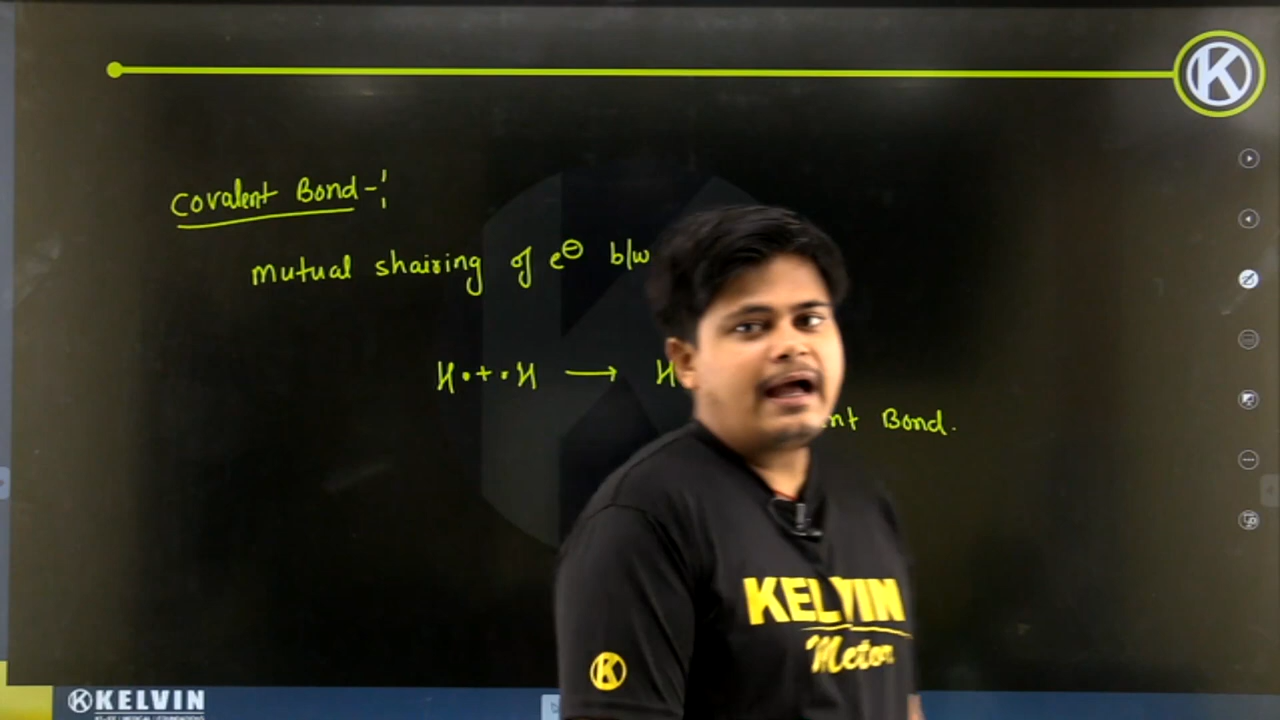 K
Covalent Bond -:
Mutual shairing of e⊖ b/w
H• + •H ⟶ H
nt Bond.
KELVIN
Metor
K
K KELVIN